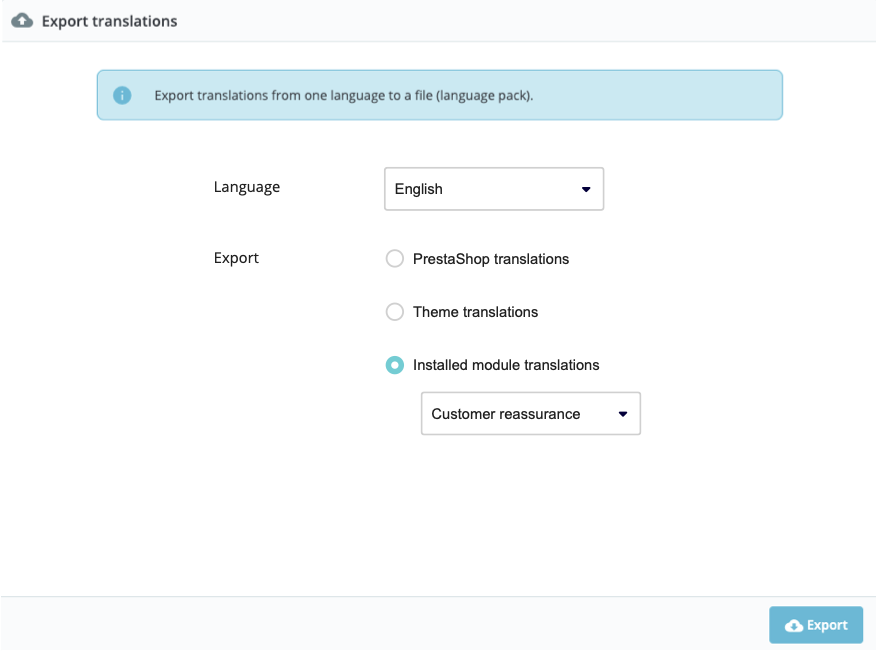 Export translations
Export translations from one language to a file (language pack).
Language
English
Export
PrestaShop translations
Theme translations
Installed module translations
Customer reassurance
Export